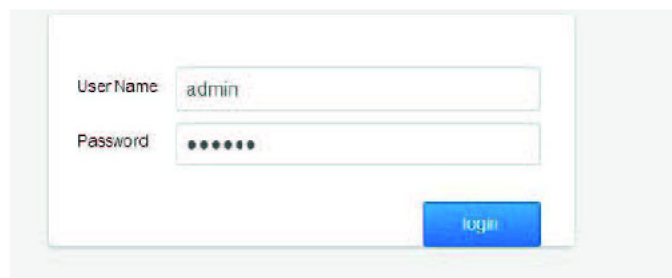 User Name admin
Password ••••••
login